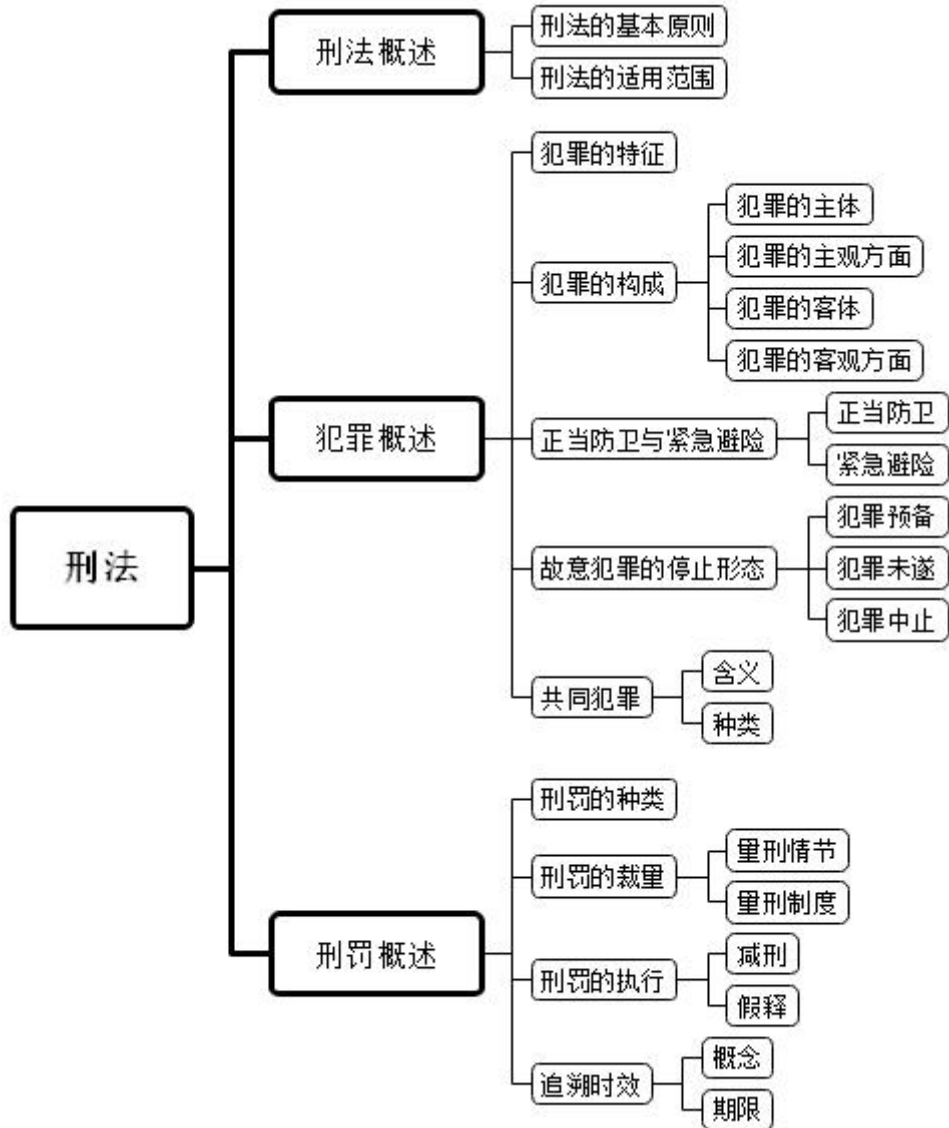 刑法
刑法概述
刑法的基本原则
刑法的适用范围
犯罪概述
犯罪的特征
犯罪的构成
犯罪的主体
犯罪的主观方面
犯罪的客体
犯罪的客观方面
正当防卫与紧急避险
正当防卫
紧急避险
故意犯罪的停止形态
犯罪预备
犯罪未遂
犯罪中止
共同犯罪
含义
种类
刑罚概述
刑罚的种类
刑罚的裁量
量刑情节
量刑制度
刑罚的执行
减刑
假释
追溯时效
概念
期限